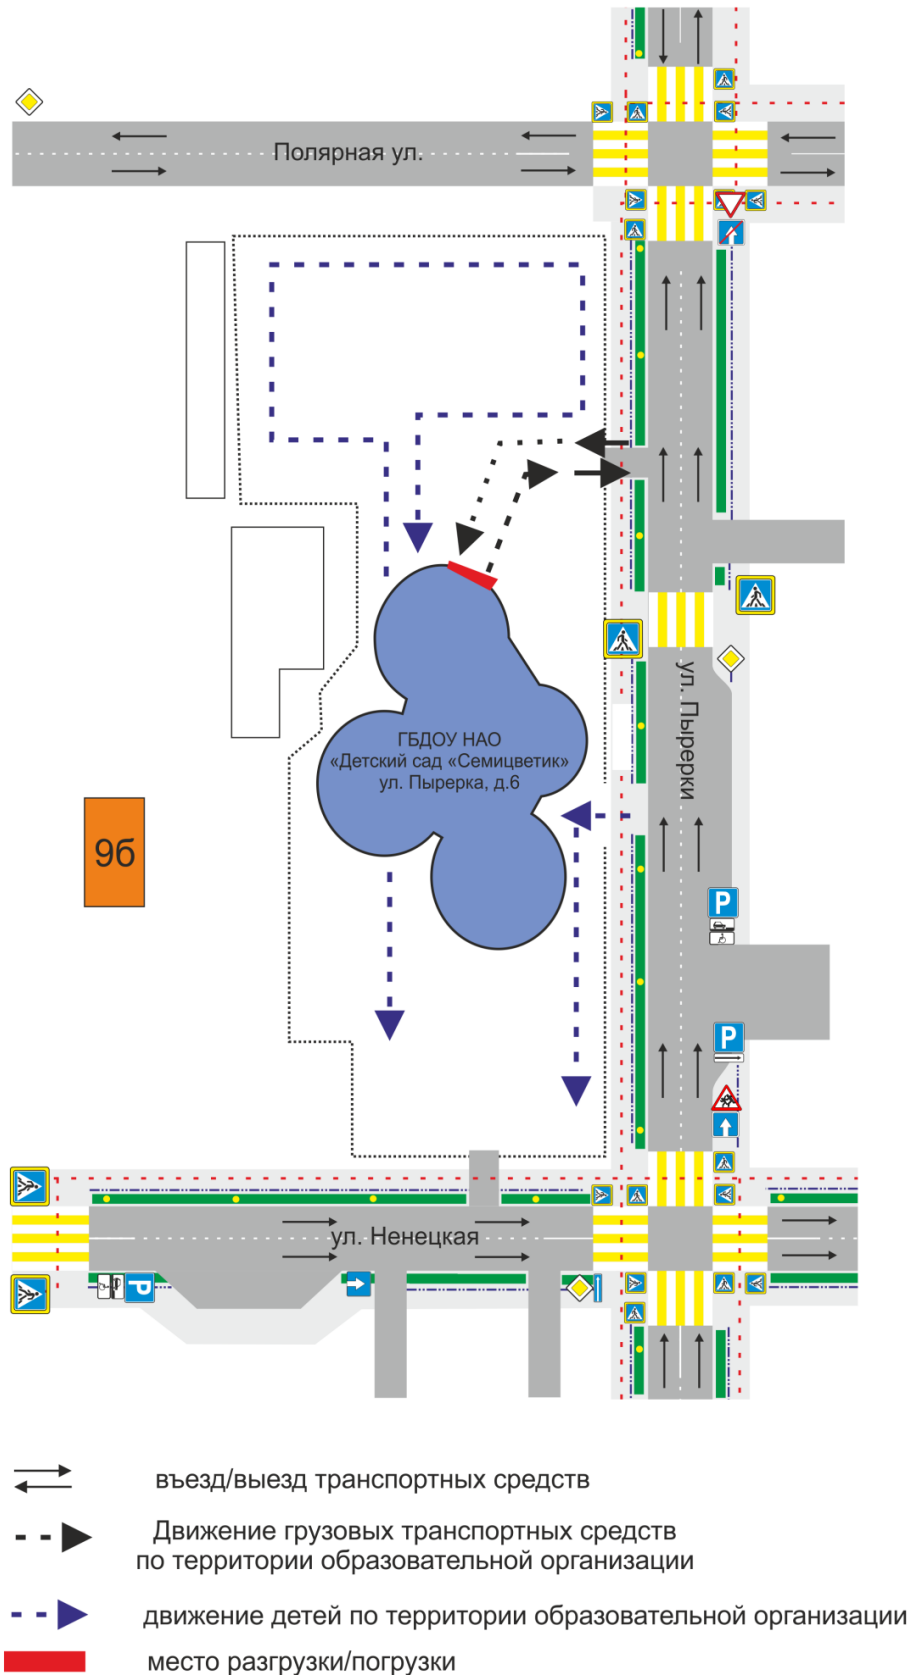 Полярная ул.
ул. Пырерки
ГБДОУ НАО
«Детский сад «Семицветик»
ул. Пырерка, д.6
9б
P
P
ул. Ненецкая
P
въезд/выезд транспортных средств
Движение грузовых транспортных средств
по территории образовательной организации
движение детей по территории образовательной организации
место разгрузки/погрузки